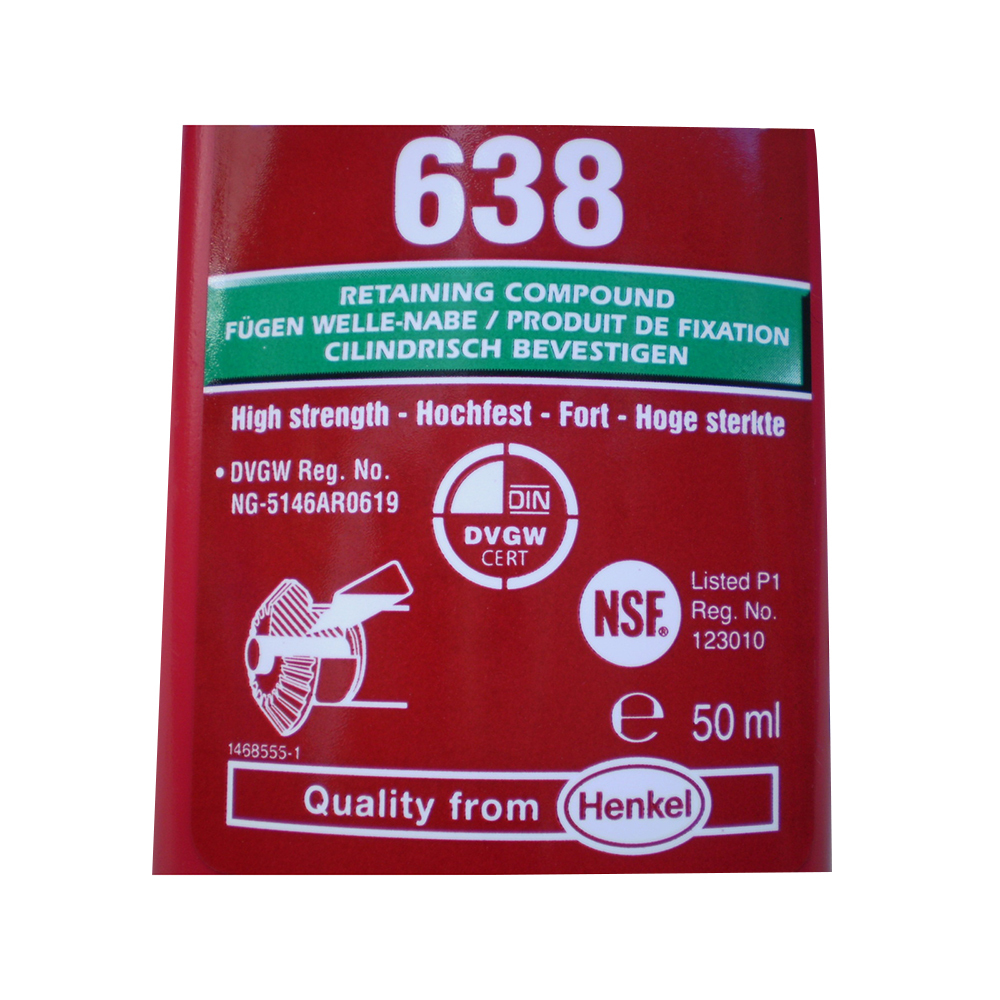 638
RETAINING COMPOUND
FÜGEN WELLE-NABE / PRODUIT DE FIXATION
CILINDRISCH BEVESTIGEN
High strength - Hochfest - Fort - Hoge sterkte
• DVGW Reg. No.
NG-5146AR0619
DIN
DVGW
CERT
NSF®
Listed P1
Reg. No.
123010
℮ 50 ml
1468555-1
Quality from Henkel